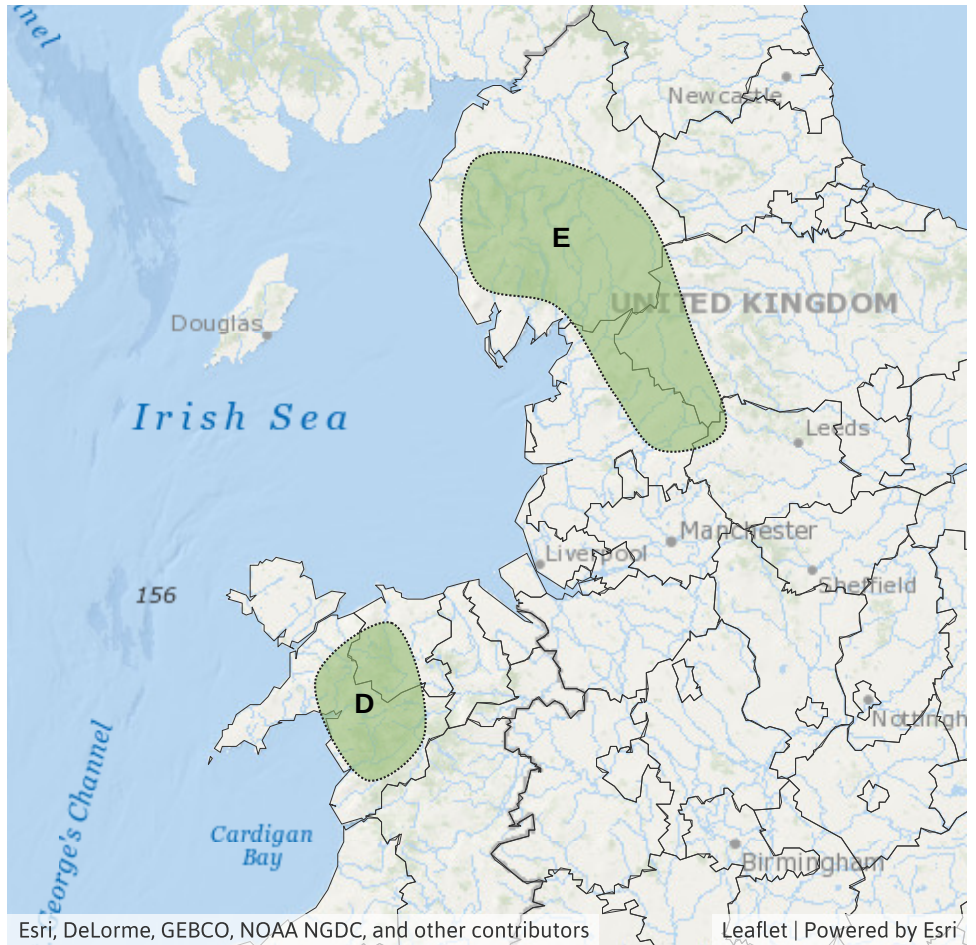 nel
Newcastle
E
UNITED KINGDOM
Douglas
Irish Sea
Leeds
Manchester
Liverpool
Sheffield
156
D
Nottingh
George's Channel
Cardigan
Bay
Birmingham
Esri, DeLorme, GEBCO, NOAA NGDC, and other contributors
Leaflet | Powered by Esri